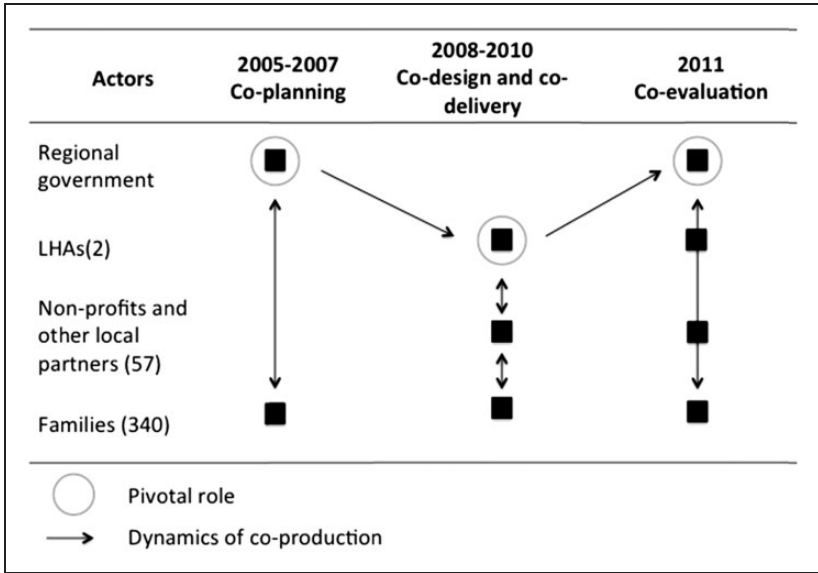 Actors
2005-2007
Co-planning
2008-2010
Co-design and co-
delivery
2011
Co-evaluation
Regional
government
LHAs(2)
Non-profits and
other local
partners (57)
Families (340)
Pivotal role
Dynamics of co-production